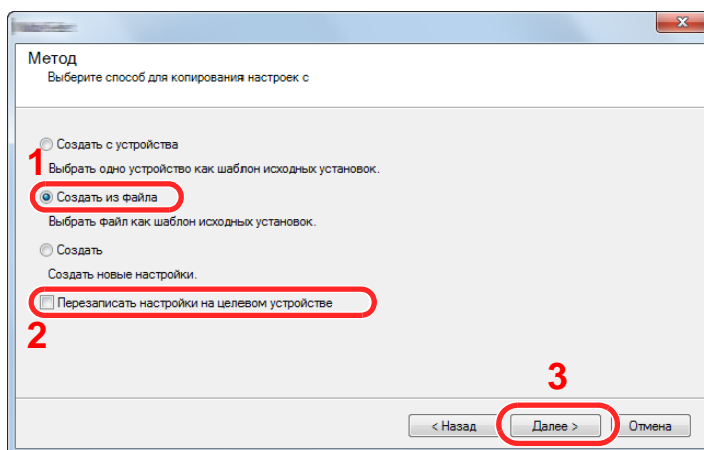 Метод
Выберите способ для копирования настроек с
Создать с устройства
1
Выбрать одно устройство как шаблон исходных установок.
Создать из файла
Выбрать файл как шаблон исходных установок.
Создать
Создать новые настройки.
Перезаписать настройки на целевом устройстве
2
3
< Назад Далее > Отмена